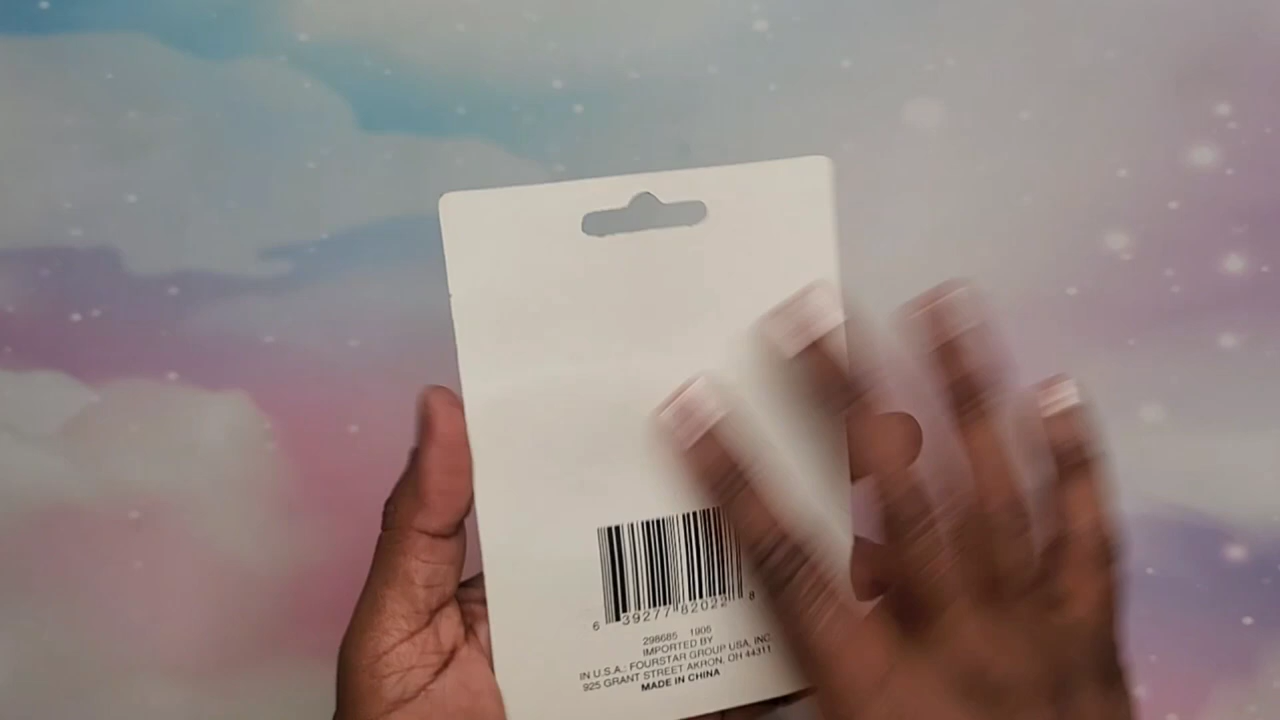 6 39277 82022 8
298685 1905
IMPORTED BY
IN U.S.A.: FOURSTAR GROUP USA, INC.
925 GRANT STREET AKRON, OH 44311
MADE IN CHINA